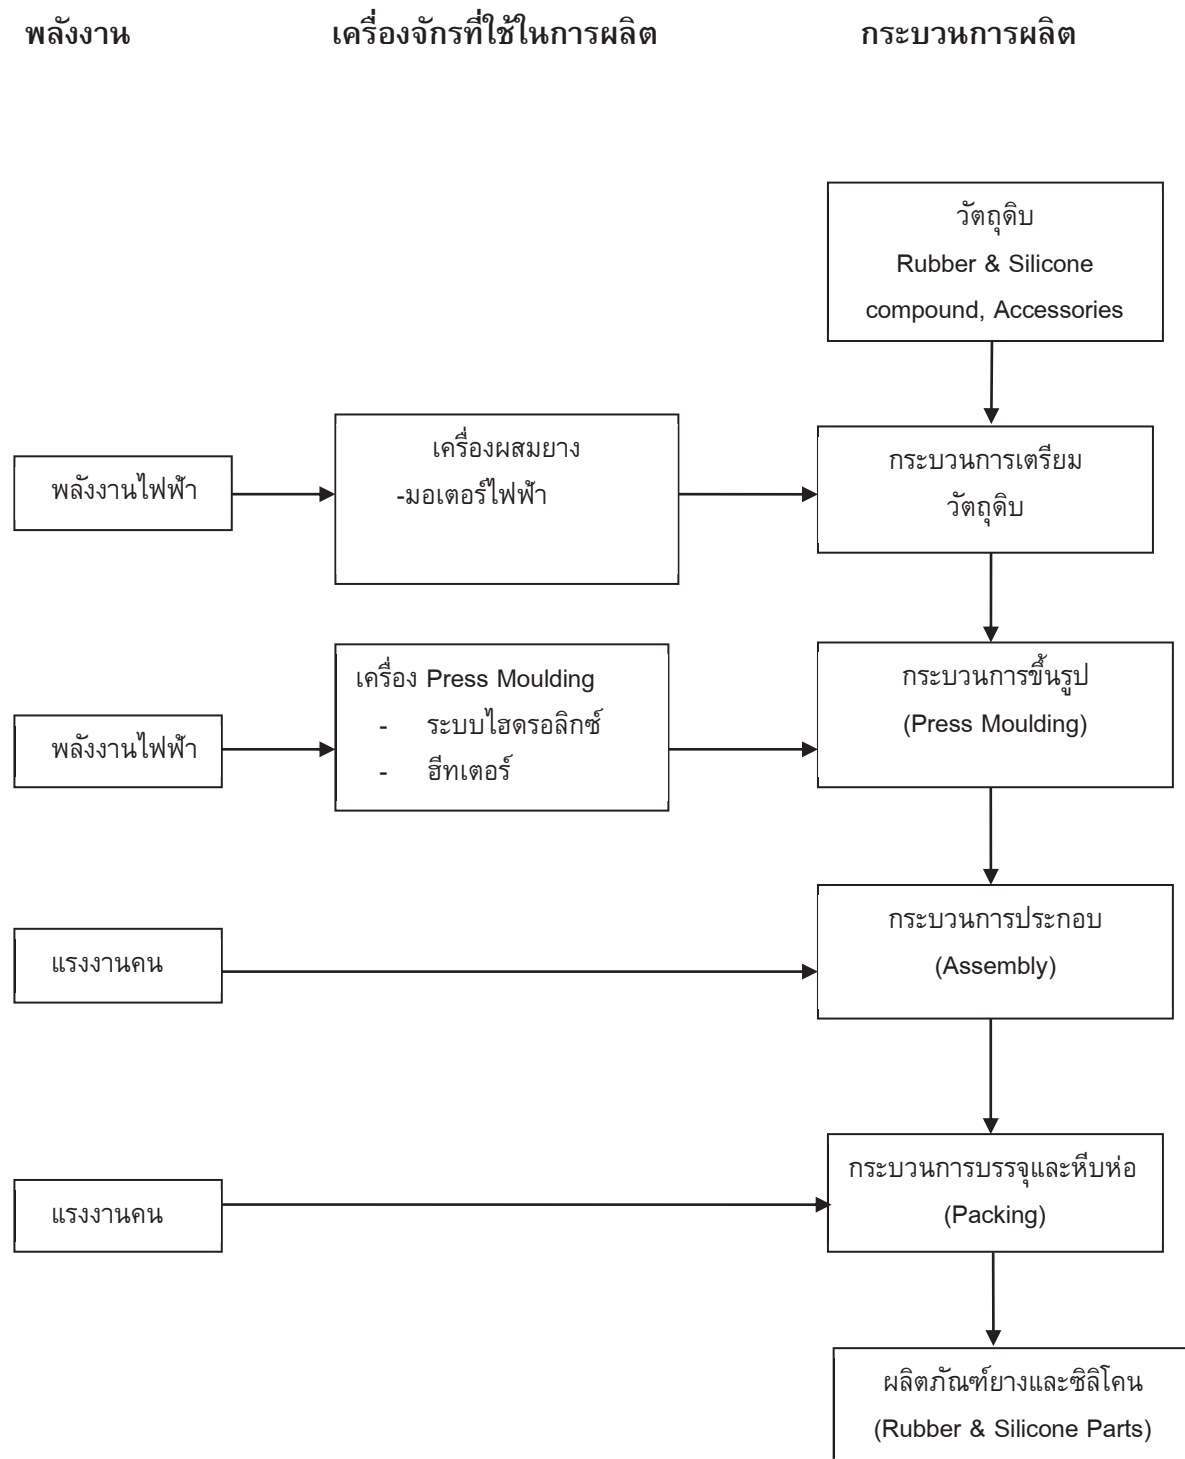 พลังงาน เครื่องจักรที่ใช้ในการผลิต กระบวนการผลิต
วัตถุดิบ
Rubber & Silicone
compound, Accessories
พลังงานไฟฟ้า
เครื่องผสมยาง
-มอเตอร์ไฟฟ้า
กระบวนการเตรียม
วัตถุดิบ
พลังงานไฟฟ้า
เครื่อง Press Moulding
- ระบบไฮดรอลิกซ์
- ฮีทเตอร์
กระบวนการขึ้นรูป
(Press Moulding)
แรงงานคน
กระบวนการประกอบ
(Assembly)
แรงงานคน
กระบวนการบรรจุและหีบห่อ
(Packing)
ผลิตภัณฑ์ยางและซิลิโคน
(Rubber & Silicone Parts)